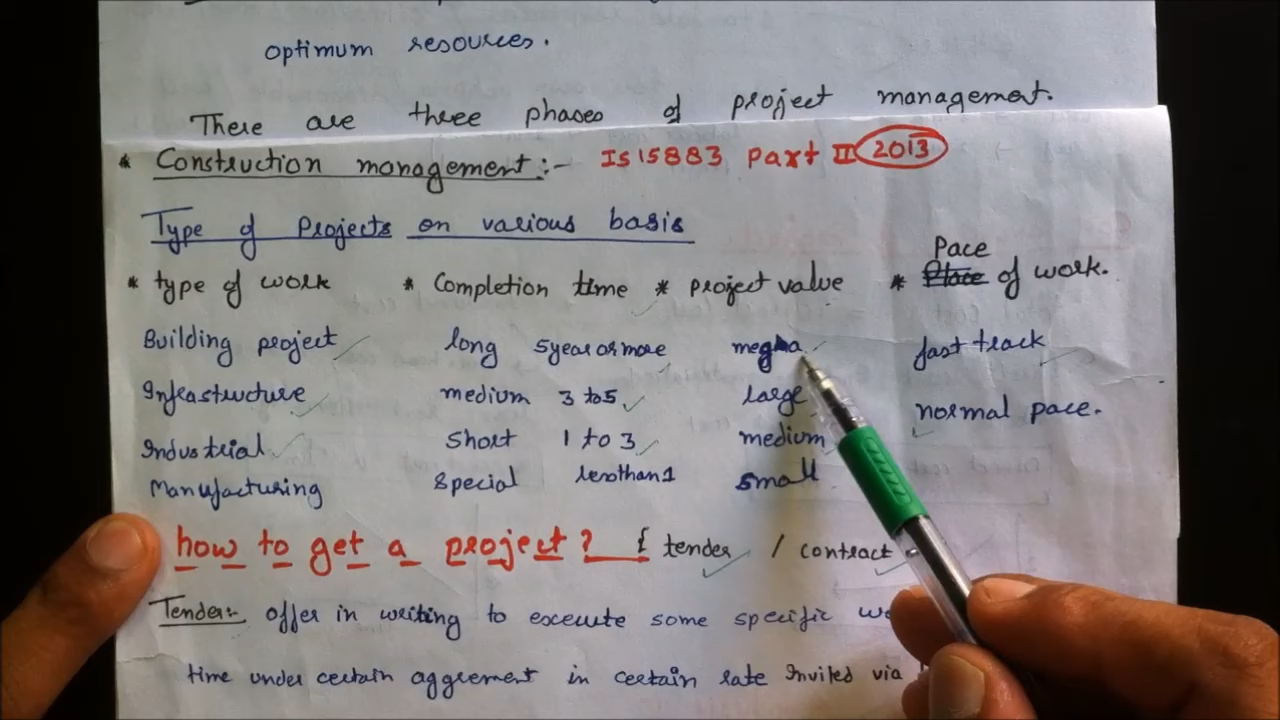 optimum resources.
There are three phases of project management.
* Construction management:- IS 15883 Part II 2013
Type of Projects on various basis
* type of work * Completion time * project value * Place Pace of work.
Building project long 5year or more megha fast track
Infrastructure medium 3 to 5 large normal pace.
Industrial short 1 to 3 medium
Manufacturing special less than 1 small
how to get a project? { tender / contract
Tender:- offer in writing to execute some specific
time under certain aggrement in certain rate invited via